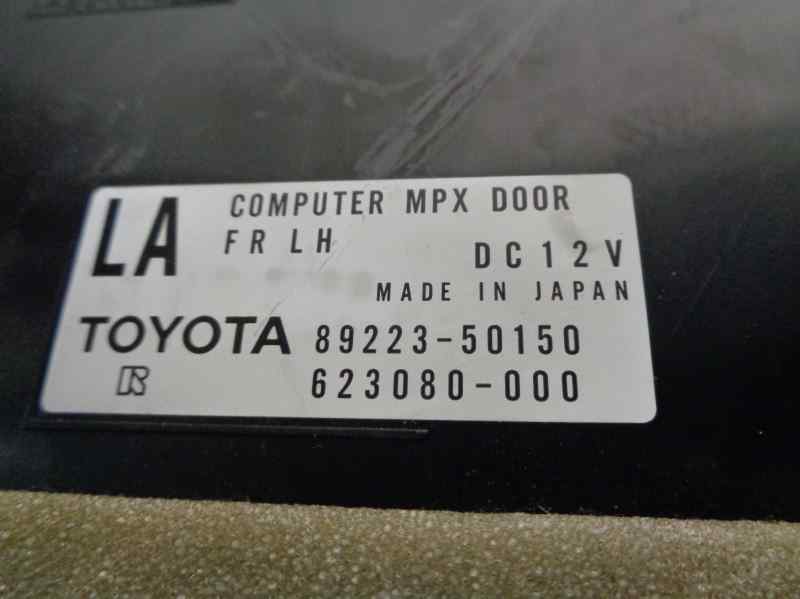 LA
COMPUTER MPX DOOR
FR LH
DC12V
MADE IN JAPAN
TOYOTA 89223-50150
623080-000